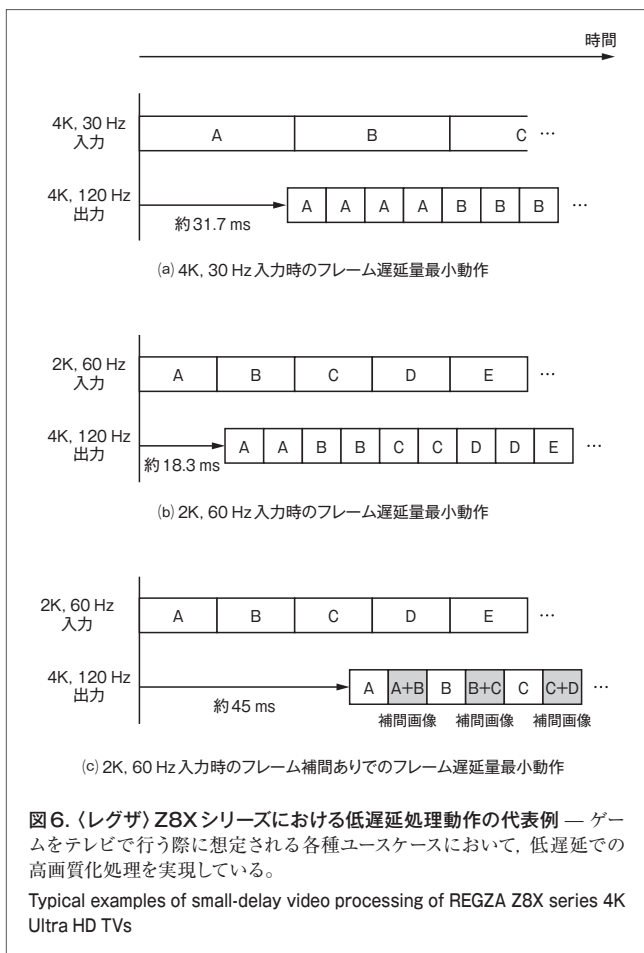 時間
4K, 30 Hz
入力
A B C …
4K, 120 Hz
出力
約31.7 ms
A A A A B B B …
(a) 4K, 30 Hz入力時のフレーム遅延量最小動作
2K, 60 Hz
入力
A B C D E …
4K, 120 Hz
出力
約18.3 ms
A A B B C C D D E …
(b) 2K, 60 Hz入力時のフレーム遅延量最小動作
2K, 60 Hz
入力
A B C D E …
4K, 120 Hz
出力
約45 ms
A A+B B B+C C C+D …
補間画像 補間画像 補間画像
(c) 2K, 60 Hz入力時のフレーム補間ありでのフレーム遅延量最小動作
図6.〈レグザ〉Z8Xシリーズにおける低遅延処理動作の代表例 — ゲー
ムをテレビで行う際に想定される各種ユースケースにおいて，低遅延での
高画質化処理を実現している。
Typical examples of small-delay video processing of REGZA Z8X series 4K
Ultra HD TVs